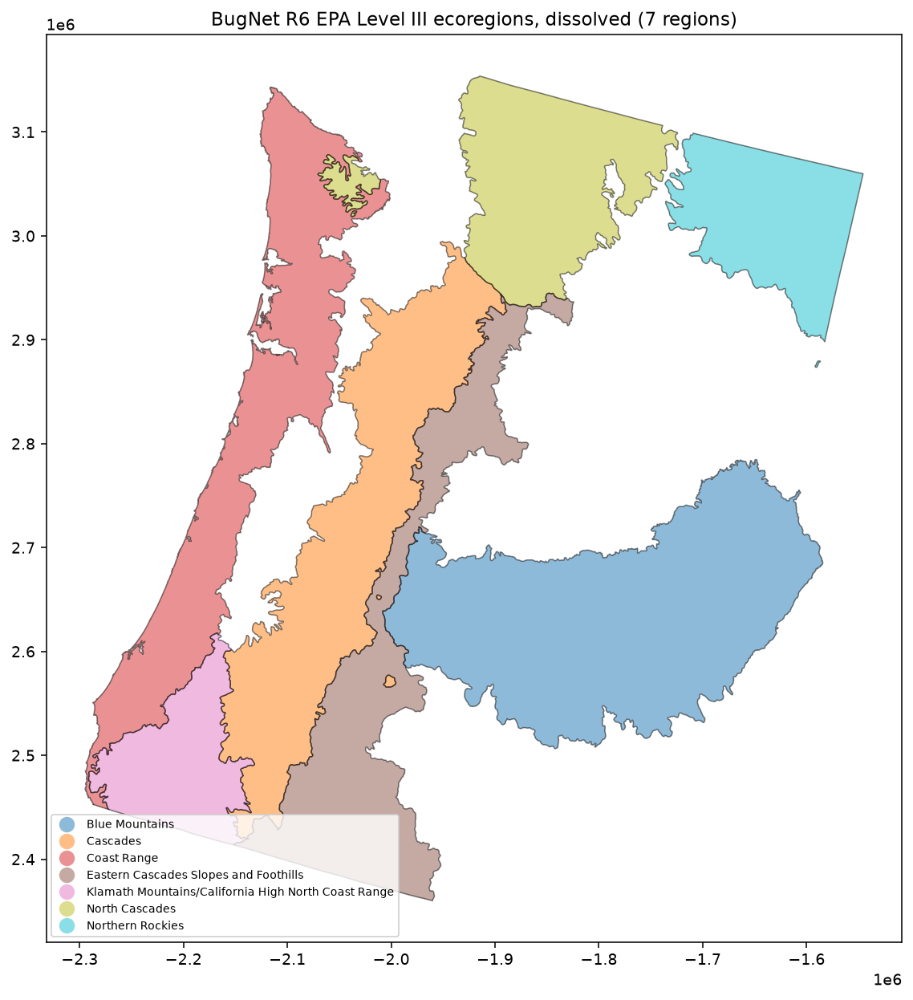 BugNet R6 EPA Level III ecoregions, dissolved (7 regions)
1e6
3.1
3.0
2.9
2.8
2.7
2.6
2.5
2.4
Blue Mountains
Cascades
Coast Range
Eastern Cascades Slopes and Foothills
Klamath Mountains/California High North Coast Range
North Cascades
Northern Rockies
−2.3 −2.2 −2.1 −2.0 −1.9 −1.8 −1.7 −1.6
1e6